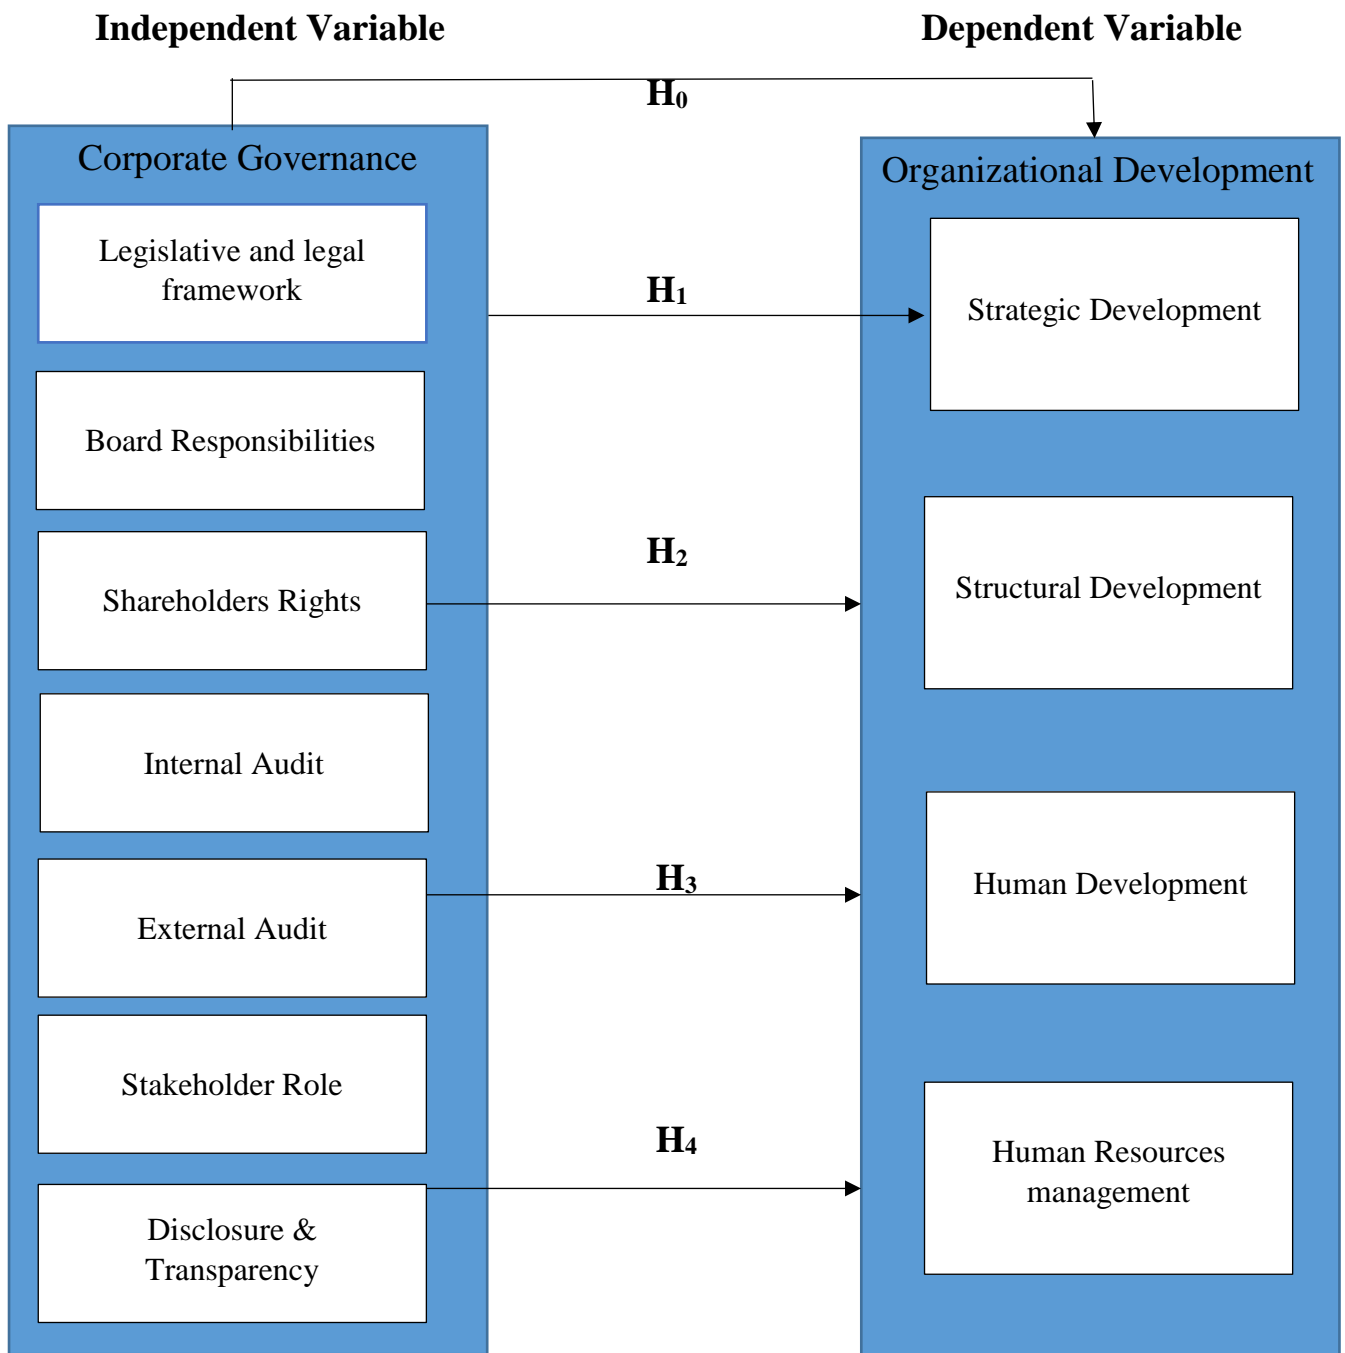 Independent Variable
Dependent Variable
H₀
Corporate Governance
Organizational Development
Legislative and legal
framework
H₁
Strategic Development
Board Responsibilities
Shareholders Rights
H₂
Structural Development
Internal Audit
External Audit
H₃
Human Development
Stakeholder Role
H₄
Human Resources
management
Disclosure &
Transparency